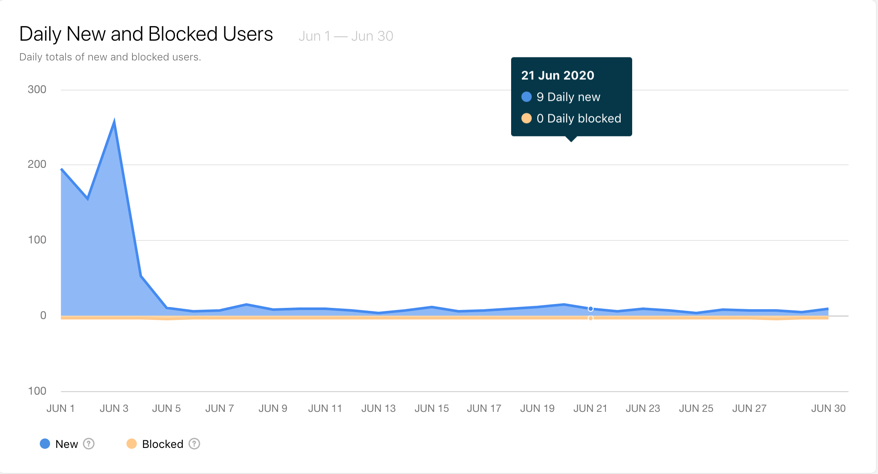 Daily New and Blocked Users Jun 1 — Jun 30
Daily totals of new and blocked users.
21 Jun 2020
9 Daily new
0 Daily blocked
300
200
100
0
100
JUN 1 JUN 3 JUN 5 JUN 7 JUN 9 JUN 11 JUN 13 JUN 15 JUN 17 JUN 19 JUN 21 JUN 23 JUN 25 JUN 27 JUN 30
New ? Blocked ?